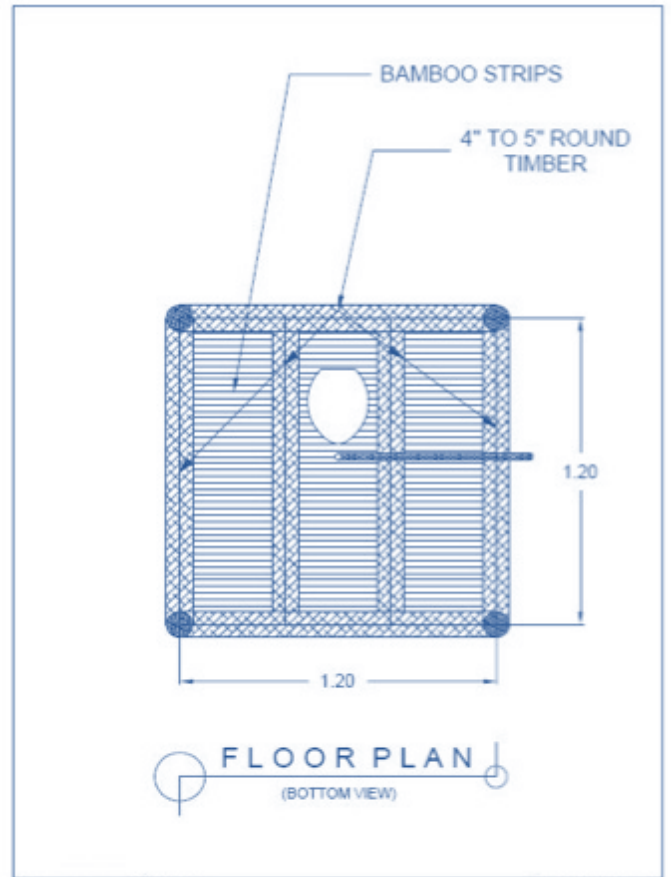 BAMBOO STRIPS
4" TO 5" ROUND
TIMBER
1.20
1.20
FLOOR PLAN
(BOTTOM VIEW)